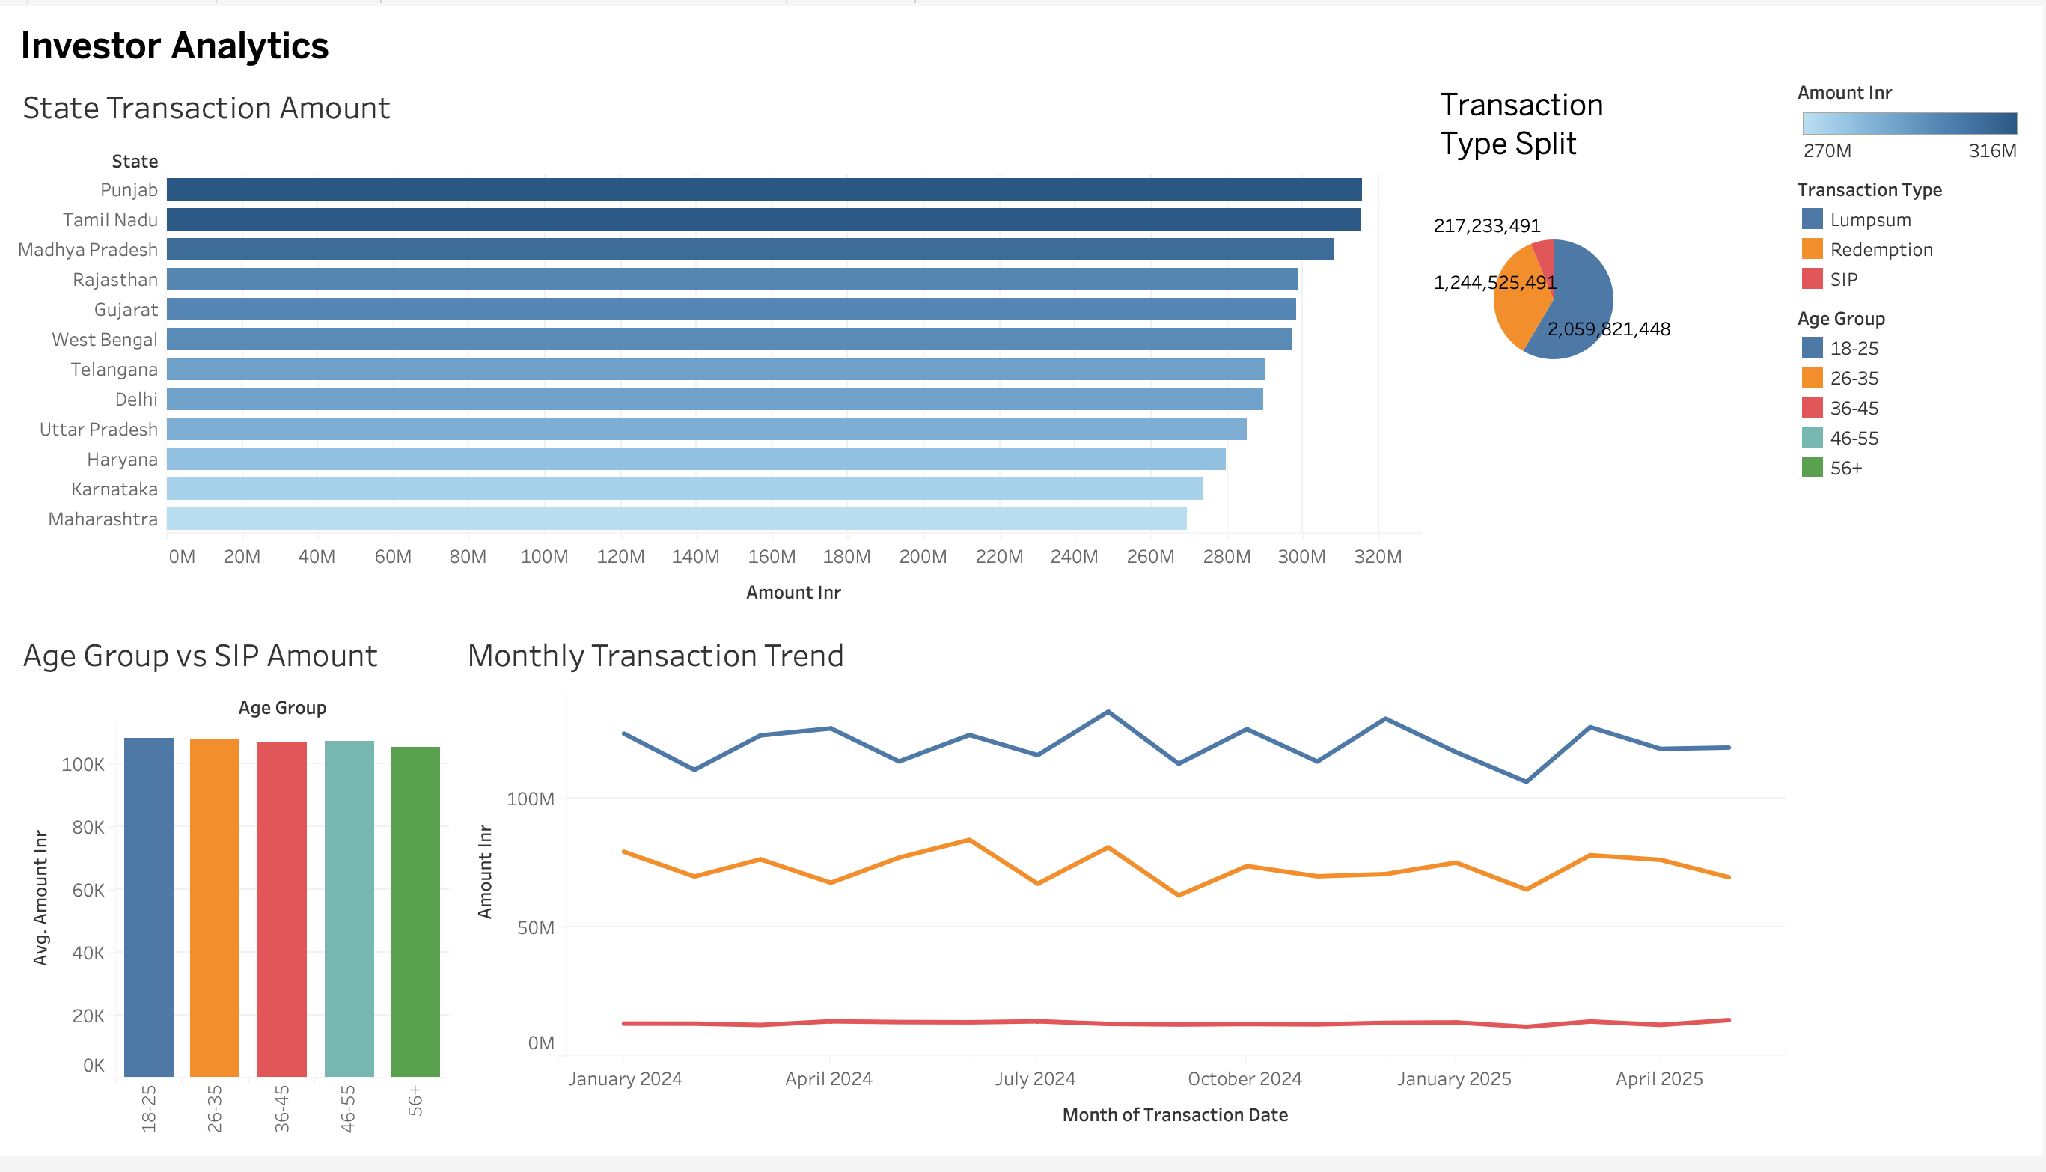 Investor Analytics
State Transaction Amount
State
Punjab
Tamil Nadu
Madhya Pradesh
Rajasthan
Gujarat
West Bengal
Telangana
Delhi
Uttar Pradesh
Haryana
Karnataka
Maharashtra
0M 20M 40M 60M 80M 100M 120M 140M 160M 180M 200M 220M 240M 260M 280M 300M 320M
Amount Inr
Transaction
Type Split
217,233,491
1,244,525,491
2,059,821,448
Amount Inr
270M 316M
Transaction Type
Lumpsum
Redemption
SIP
Age Group
18-25
26-35
36-45
46-55
56+
Age Group vs SIP Amount
Age Group
Avg. Amount Inr
100K
80K
60K
40K
20K
0K
18-25
26-35
36-45
46-55
56+
Monthly Transaction Trend
Amount Inr
100M
50M
0M
January 2024 April 2024 July 2024 October 2024 January 2025 April 2025
Month of Transaction Date